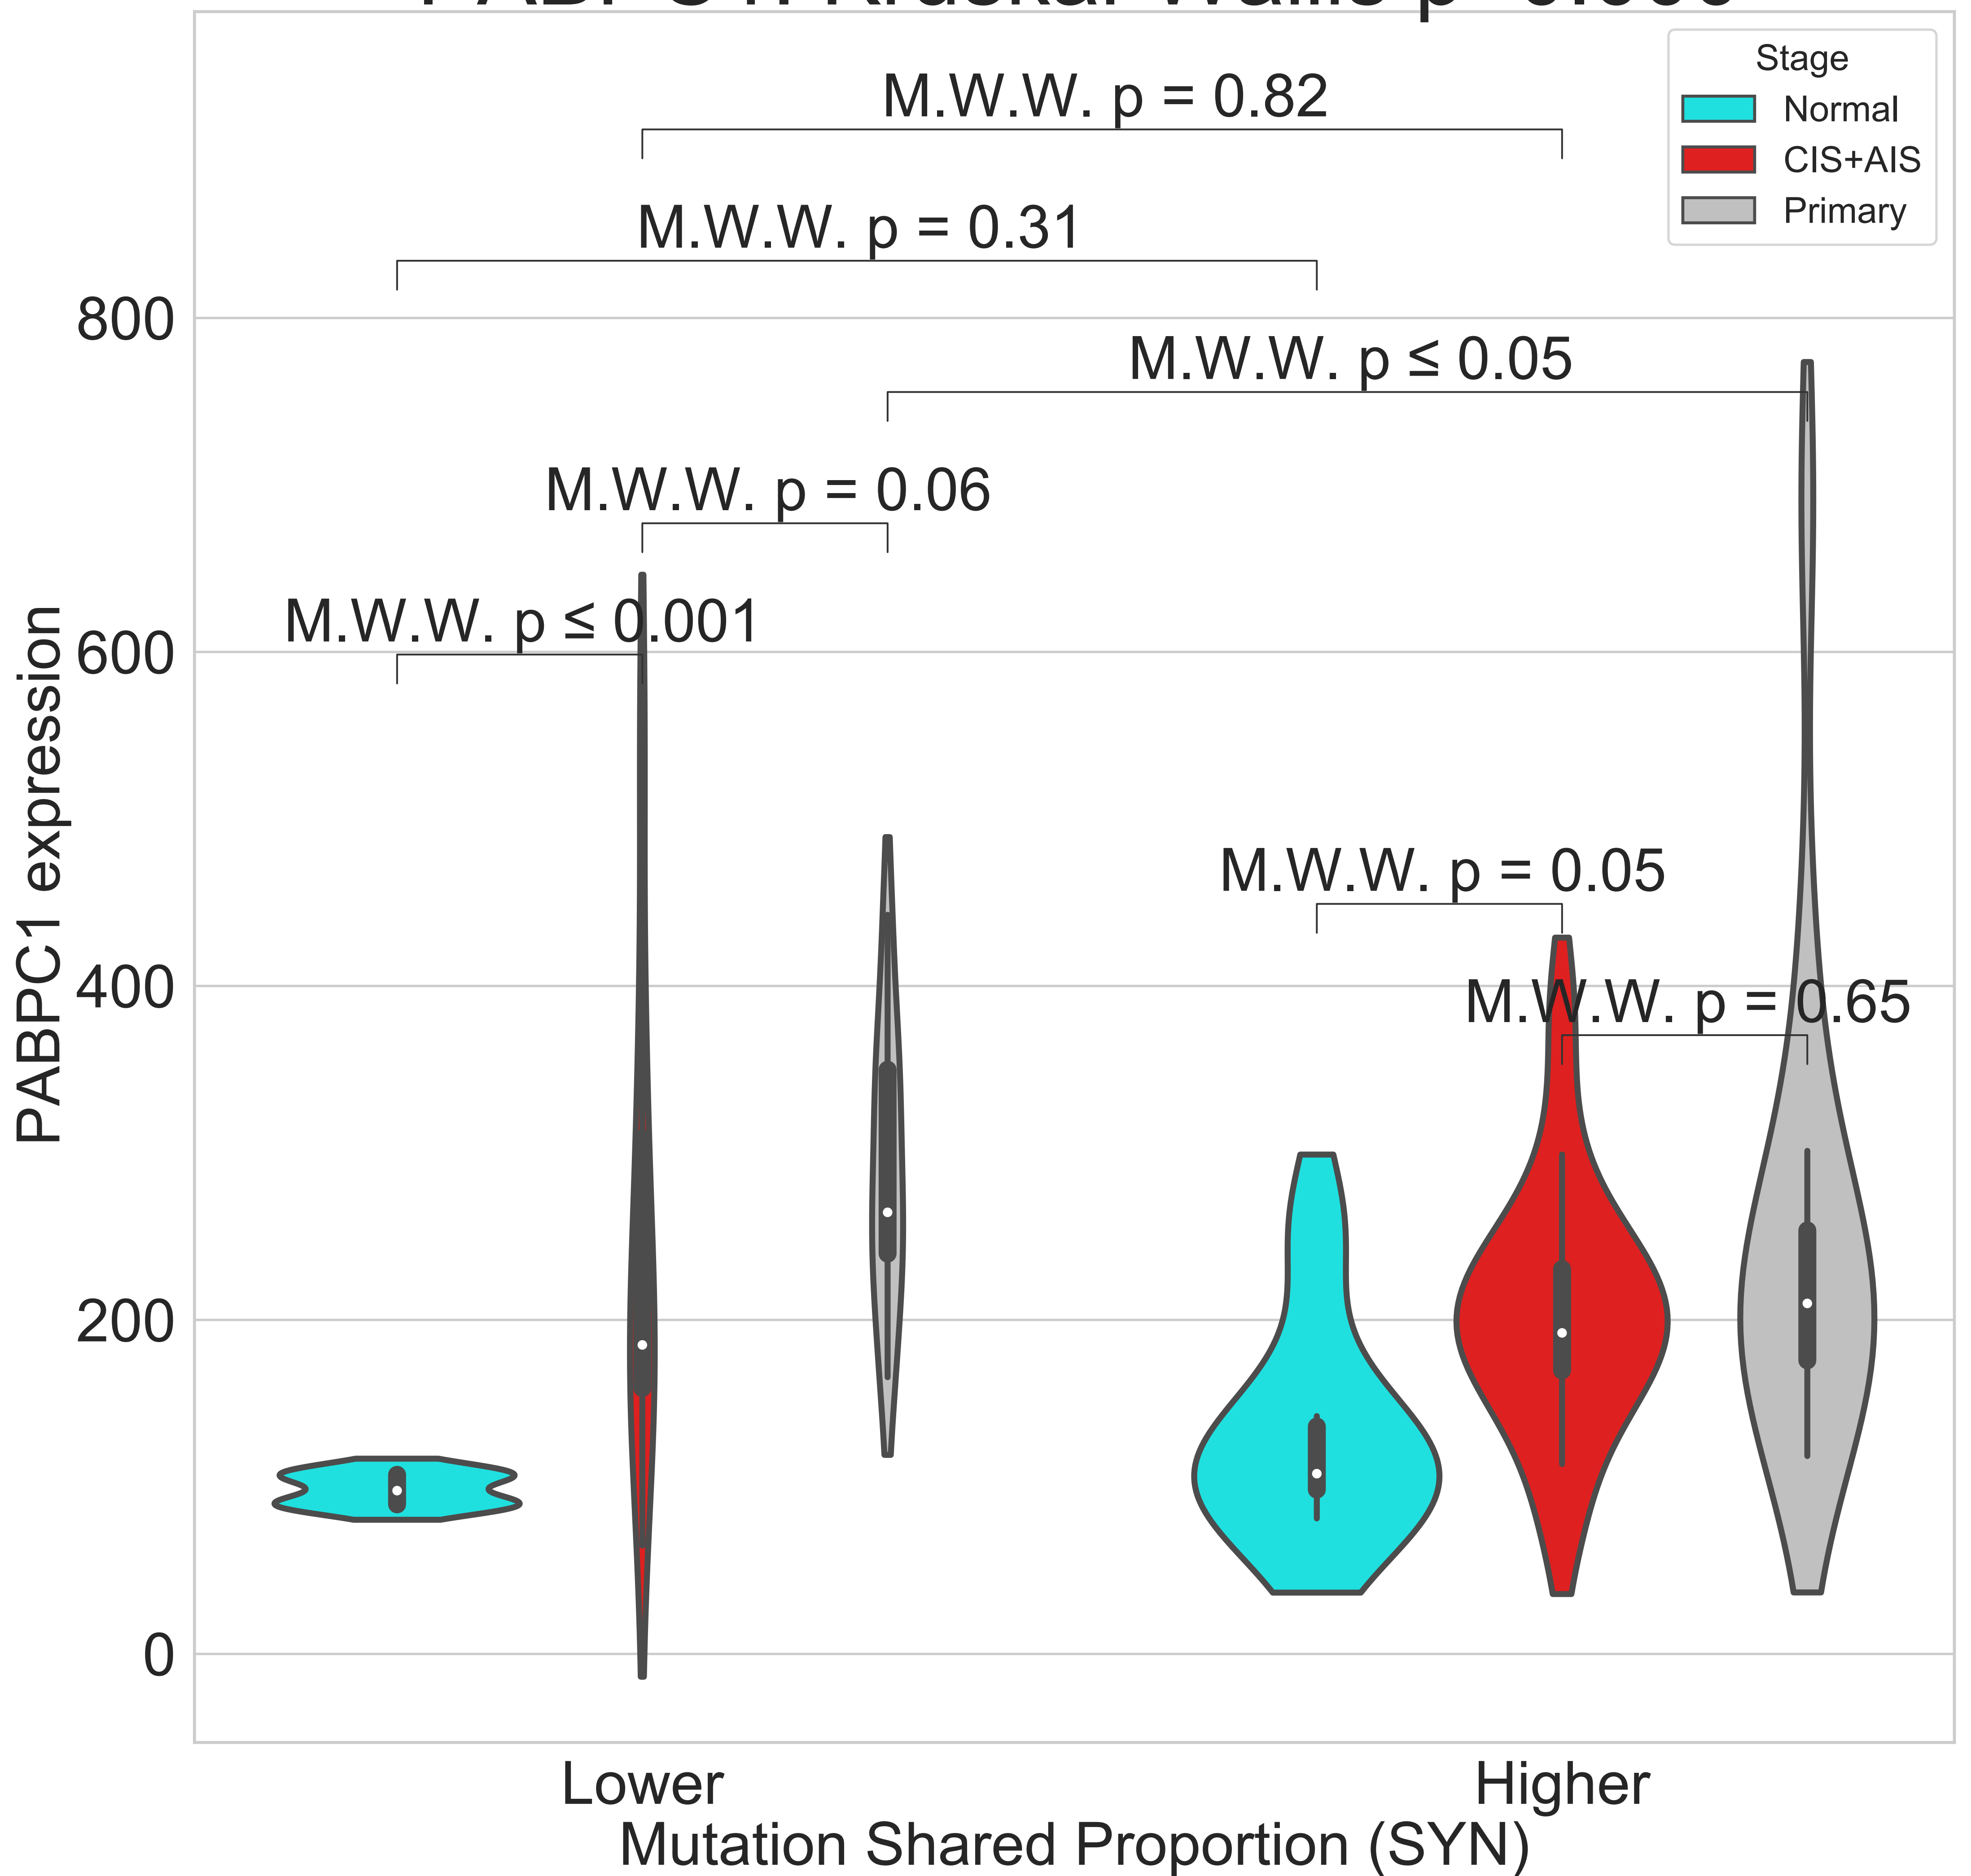 Stage
Normal
CIS+AIS
Primary
M.W.W. p = 0.82
M.W.W. p = 0.31
M.W.W. p ≤ 0.05
M.W.W. p = 0.06
M.W.W. p ≤ 0.001
M.W.W. p = 0.05
M.W.W. p = 0.65
PABPC1 expression
800
600
400
200
0
Lower
Higher
Mutation Shared Proportion (SYN)